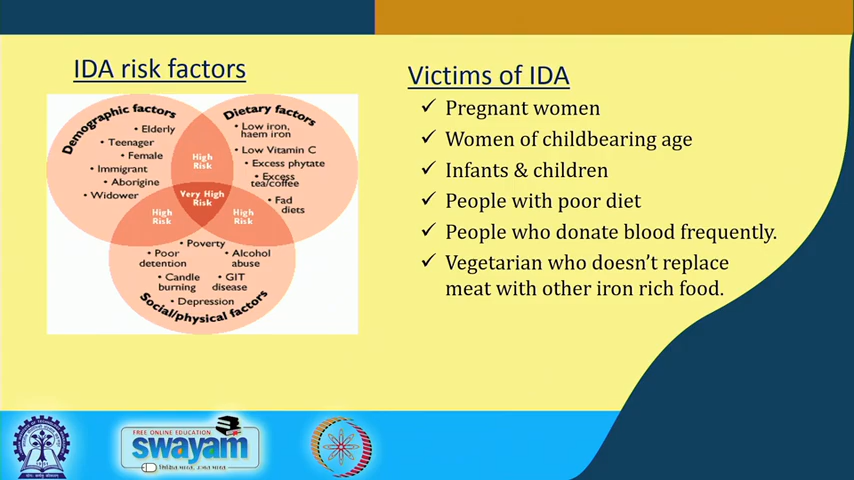 IDA risk factors
Demographic factors
• Elderly
• Teenager
• Female
• Immigrant
• Aborigine
• Widower
Dietary factors
• Low iron,
haem iron
• Low Vitamin C
• Excess phytate
• Excess
tea/coffee
• Fad
diets
High
Risk
Very High
Risk
High
Risk
High
Risk
• Poverty
• Poor
detention
• Alcohol
abuse
• Candle
burning
• GIT
disease
• Depression
Social/physical factors
Victims of IDA
✓ Pregnant women
✓ Women of childbearing age
✓ Infants & children
✓ People with poor diet
✓ People who donate blood frequently.
✓ Vegetarian who doesn’t replace
meat with other iron rich food.
FREE ONLINE EDUCATION
swayam